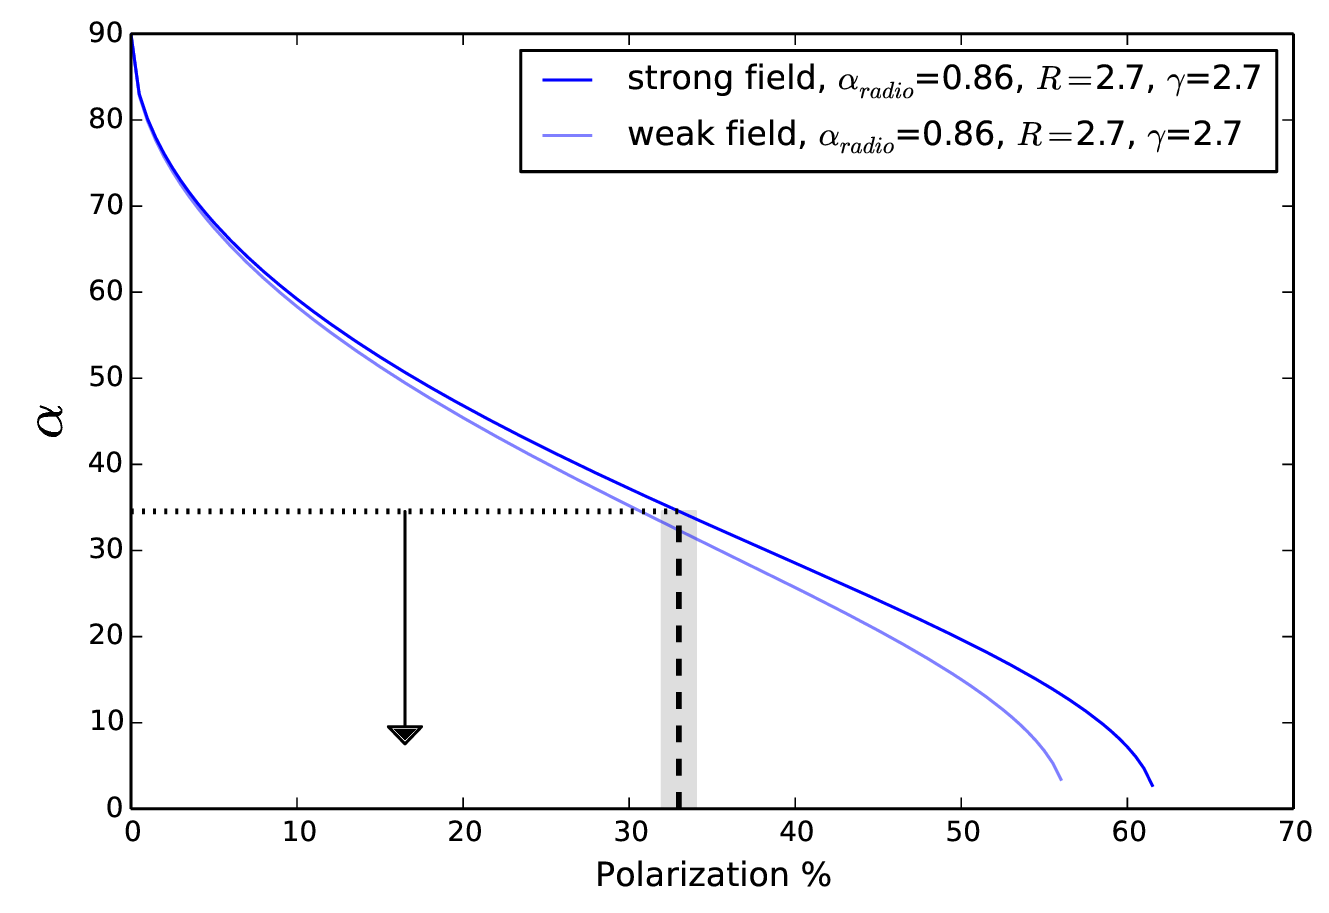 90
80
70
60
50
40
30
20
10
0
α
strong field, α_radio=0.86, R=2.7, γ=2.7
weak field, α_radio=0.86, R=2.7, γ=2.7
0 10 20 30 40 50 60 70
Polarization %